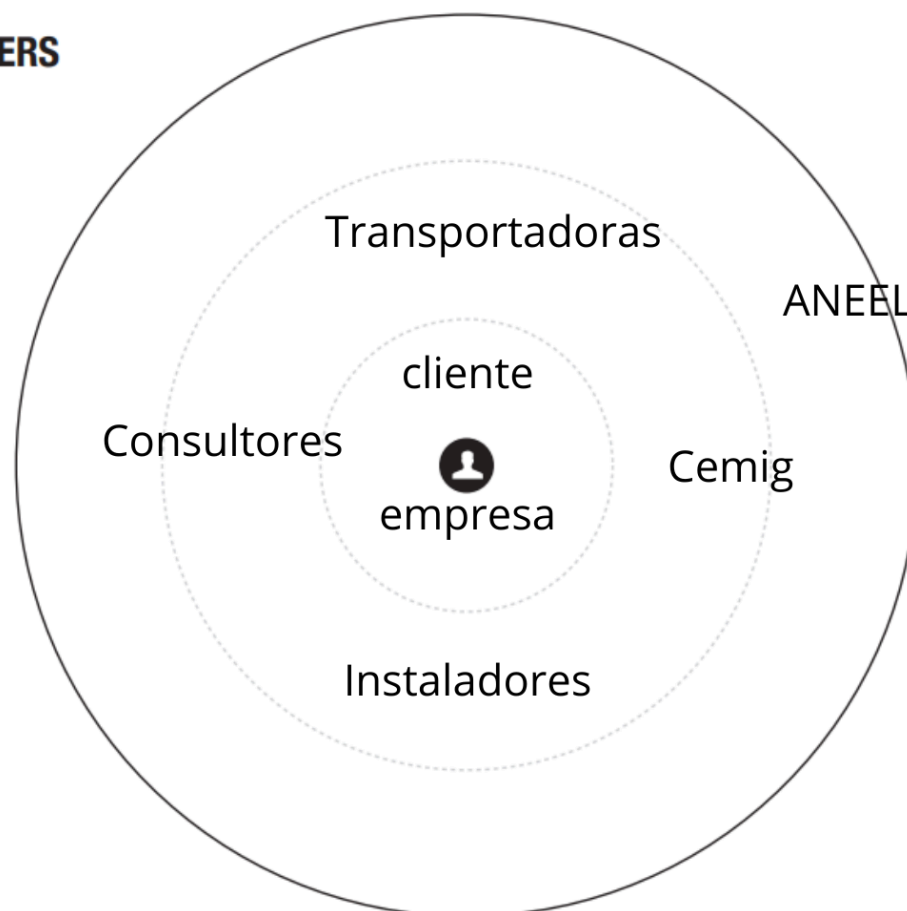 ERS
Transportadoras
ANEEL
cliente
Consultores
Cemig
empresa
Instaladores